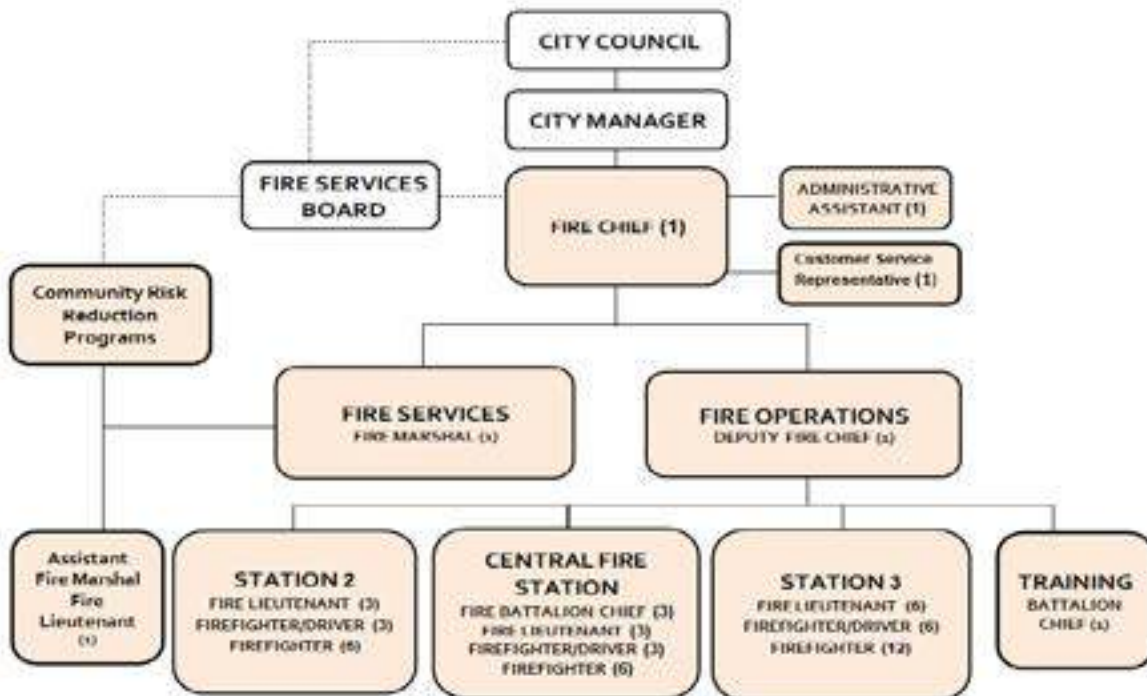 CITY COUNCIL
CITY MANAGER
FIRE SERVICES
BOARD
FIRE CHIEF (1)
ADMINISTRATIVE
ASSISTANT (1)
Customer Service
Representative (1)
Community Risk
Reduction
Programs
FIRE SERVICES
FIRE MARSHAL (1)
FIRE OPERATIONS
DEPUTY FIRE CHIEF (1)
Assistant
Fire Marshal
Fire
Lieutenant
(1)
STATION 2
FIRE LIEUTENANT (3)
FIREFIGHTER/DRIVER (3)
FIREFIGHTER (6)
CENTRAL FIRE
STATION
FIRE BATTALION CHIEF (3)
FIRE LIEUTENANT (3)
FIREFIGHTER/DRIVER (3)
FIREFIGHTER (6)
STATION 3
FIRE LIEUTENANT (6)
FIREFIGHTER/DRIVER (6)
FIREFIGHTER (12)
TRAINING
BATTALION
CHIEF (1)